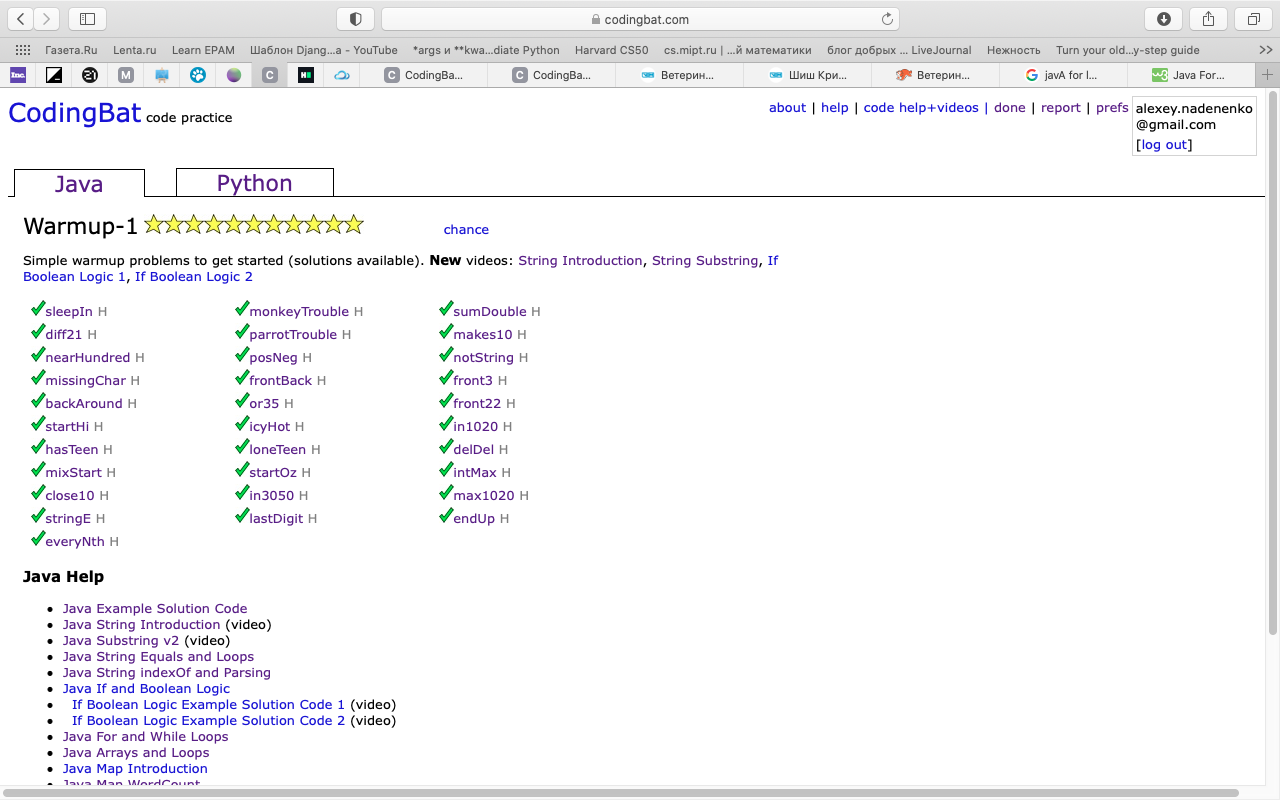 codingbat.com
Газета.Ru Lenta.ru Learn EPAM Шаблон Djang...a - YouTube *args и **kwa...diate Python Harvard CS50 cs.mipt.ru | ...й математики блог добрых ... LiveJournal Нежность Turn your old...y-step guide >>
Inc. 21 M C H CodingBa... C CodingBa... Ветерин... Шиш Кри... Ветерин... G javA for l... w3 Java For... +
CodingBat code practice
about | help | code help+videos | done | report | prefs
alexey.nadenenko
@gmail.com
[log out]
Java Python
Warmup-1 chance
Simple warmup problems to get started (solutions available). New videos: String Introduction, String Substring, If
Boolean Logic 1, If Boolean Logic 2
sleepIn H monkeyTrouble H sumDouble H
diff21 H parrotTrouble H makes10 H
nearHundred H posNeg H notString H
missingChar H frontBack H front3 H
backAround H or35 H front22 H
startHi H icyHot H in1020 H
hasTeen H loneTeen H delDel H
mixStart H startOz H intMax H
close10 H in3050 H max1020 H
stringE H lastDigit H endUp H
everyNth H
Java Help
• Java Example Solution Code
• Java String Introduction (video)
• Java Substring v2 (video)
• Java String Equals and Loops
• Java String indexOf and Parsing
• Java If and Boolean Logic
• If Boolean Logic Example Solution Code 1 (video)
• If Boolean Logic Example Solution Code 2 (video)
• Java For and While Loops
• Java Arrays and Loops
• Java Map Introduction
• Java Map WordCount